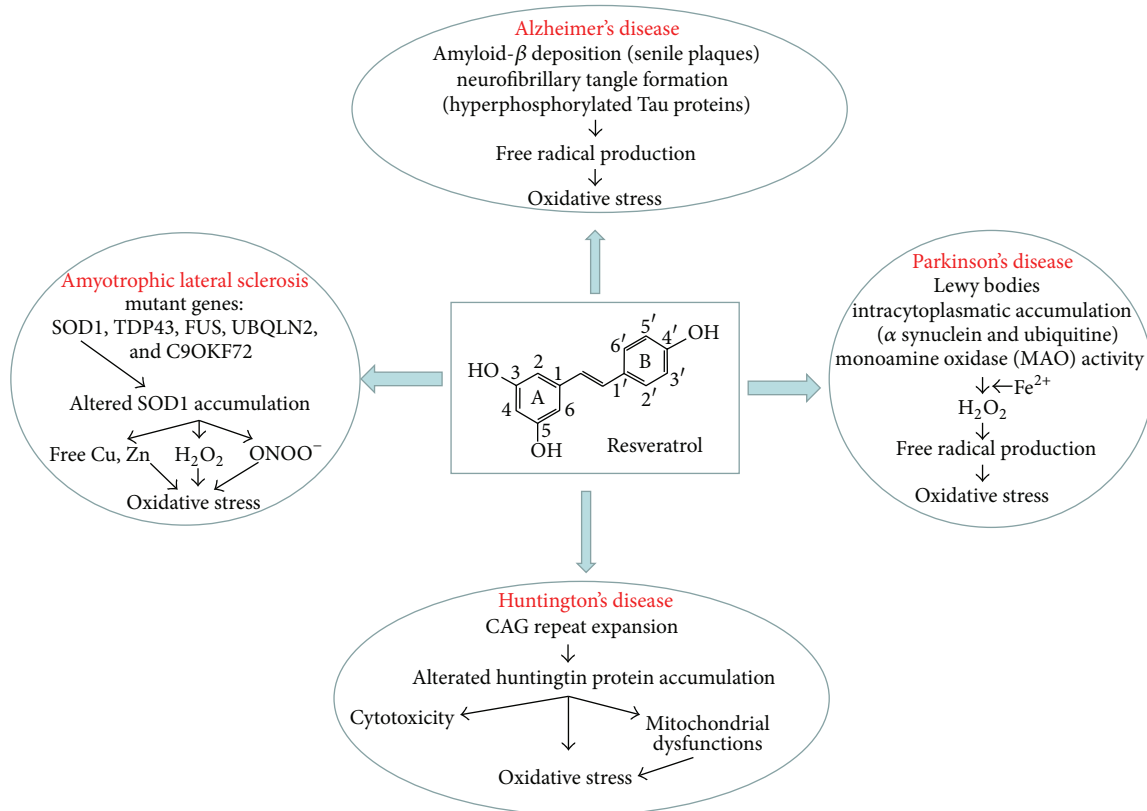 Alzheimer's disease
Amyloid-β deposition (senile plaques)
neurofibrillary tangle formation
(hyperphosphorylated Tau proteins)
Free radical production
Oxidative stress
Amyotrophic lateral sclerosis
mutant genes:
SOD1, TDP43, FUS, UBQLN2,
and C9OKF72
Altered SOD1 accumulation
Free Cu, Zn
H₂O₂
ONOO⁻
Oxidative stress
5′
OH
6′
4′
B
HO
3
2
1
3′
1′
2′
A
4
6
5
OH
Resveratrol
Parkinson's disease
Lewy bodies
intracytoplasmatic accumulation
(α synuclein and ubiquitine)
monoamine oxidase (MAO) activity
Fe²⁺
H₂O₂
Free radical production
Oxidative stress
Huntington's disease
CAG repeat expansion
Alterated huntingtin protein accumulation
Cytotoxicity
Mitochondrial
dysfunctions
Oxidative stress